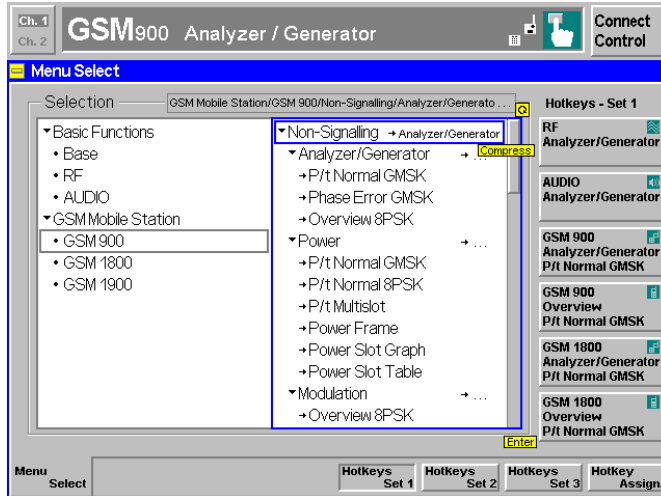 Ch. 1
Ch. 2
GSM900 Analyzer / Generator
Connect
Control
Menu Select
Selection
GSM Mobile Station/GSM 900/Non-Signalling/Analyzer/Generato . . .
Q
Basic Functions
• Base
• RF
• AUDIO
GSM Mobile Station
• GSM 900
• GSM 1800
• GSM 1900
Non-Signalling → Analyzer/Generator
Compress
Analyzer/Generator → ...
→P/t Normal GMSK
→Phase Error GMSK
→Overview 8PSK
Power → ...
→P/t Normal GMSK
→P/t Normal 8PSK
→P/t Multislot
→Power Frame
→Power Slot Graph
→Power Slot Table
Modulation → ...
→Overview 8PSK
Enter
Hotkeys - Set 1
RF
Analyzer/Generator
AUDIO
Analyzer/Generator
GSM 900
Analyzer/Generator
P/t Normal GMSK
GSM 900
Overview
P/t Normal GMSK
GSM 1800
Analyzer/Generator
P/t Normal GMSK
GSM 1800
Overview
P/t Normal GMSK
Menu
Select
Hotkeys
Set 1
Hotkeys
Set 2
Hotkeys
Set 3
Hotkey
Assign.